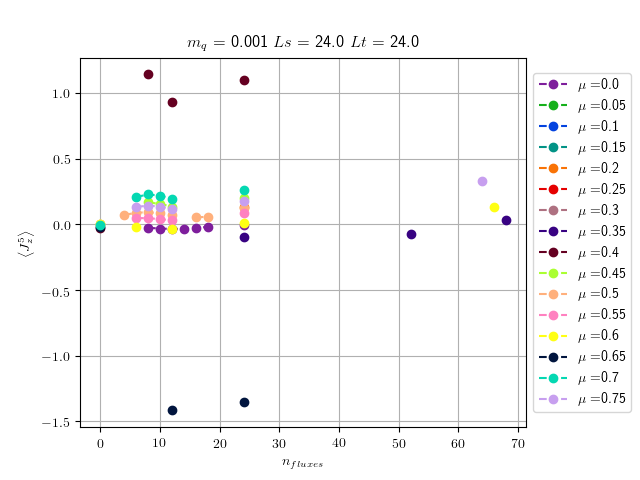 m_q = 0.001 Ls = 24.0 Lt = 24.0
1.0
0.5
0.0
−0.5
−1.0
−1.5
⟨J_z^5⟩
0 10 20 30 40 50 60 70
n_{fluxes}
μ =0.0
μ =0.05
μ =0.1
μ =0.15
μ =0.2
μ =0.25
μ =0.3
μ =0.35
μ =0.4
μ =0.45
μ =0.5
μ =0.55
μ =0.6
μ =0.65
μ =0.7
μ =0.75